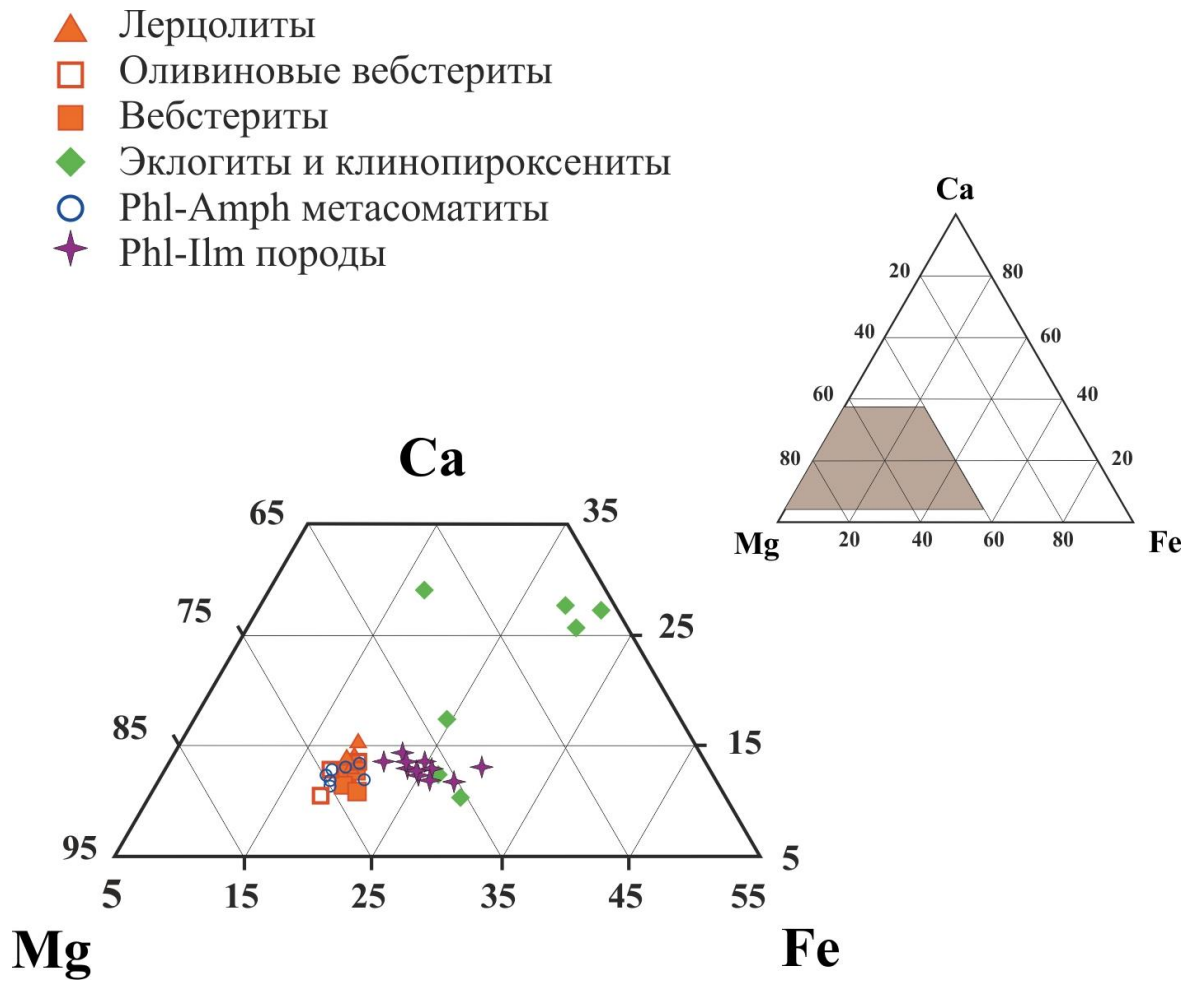 Лерцолиты
Оливиновые вебстериты
Вебстериты
Эклогиты и клинопироксениты
Phl-Amph метасоматиты
Phl-Ilm породы
Ca
20 80
40 60
60 40
80 20
Mg Fe
20 40 60 80
Ca
65 35
75 25
85 15
95 5
5 15 25 35 45 55
Mg Fe